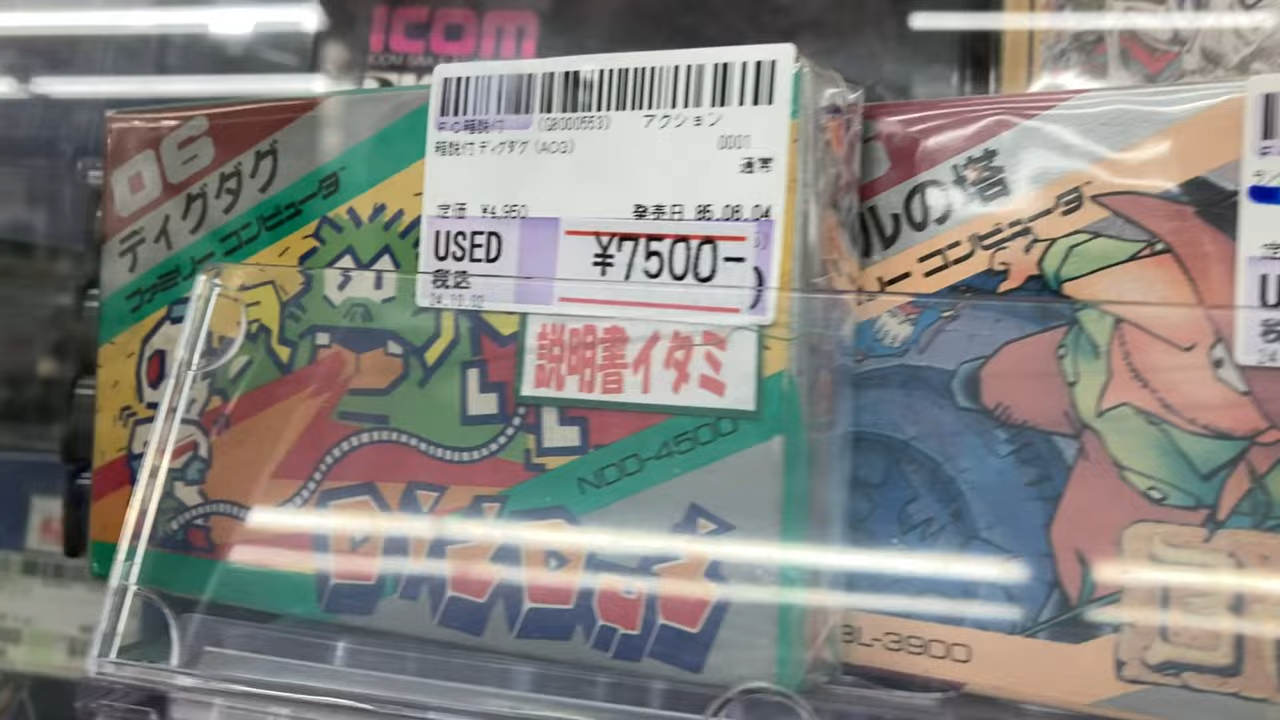 ICOM
06
ディグダグ
ファミリーコンピュータ
(G8000553) アクション
箱説付 ディグダグ (ACG) 0001
通常
定価 ¥4,950 発売日 85.06.04
USED ¥7500-
税込
説明書イタミ
NDD-4500
DIGDUG
ルの塔
コンピュータ
BL-3900
U